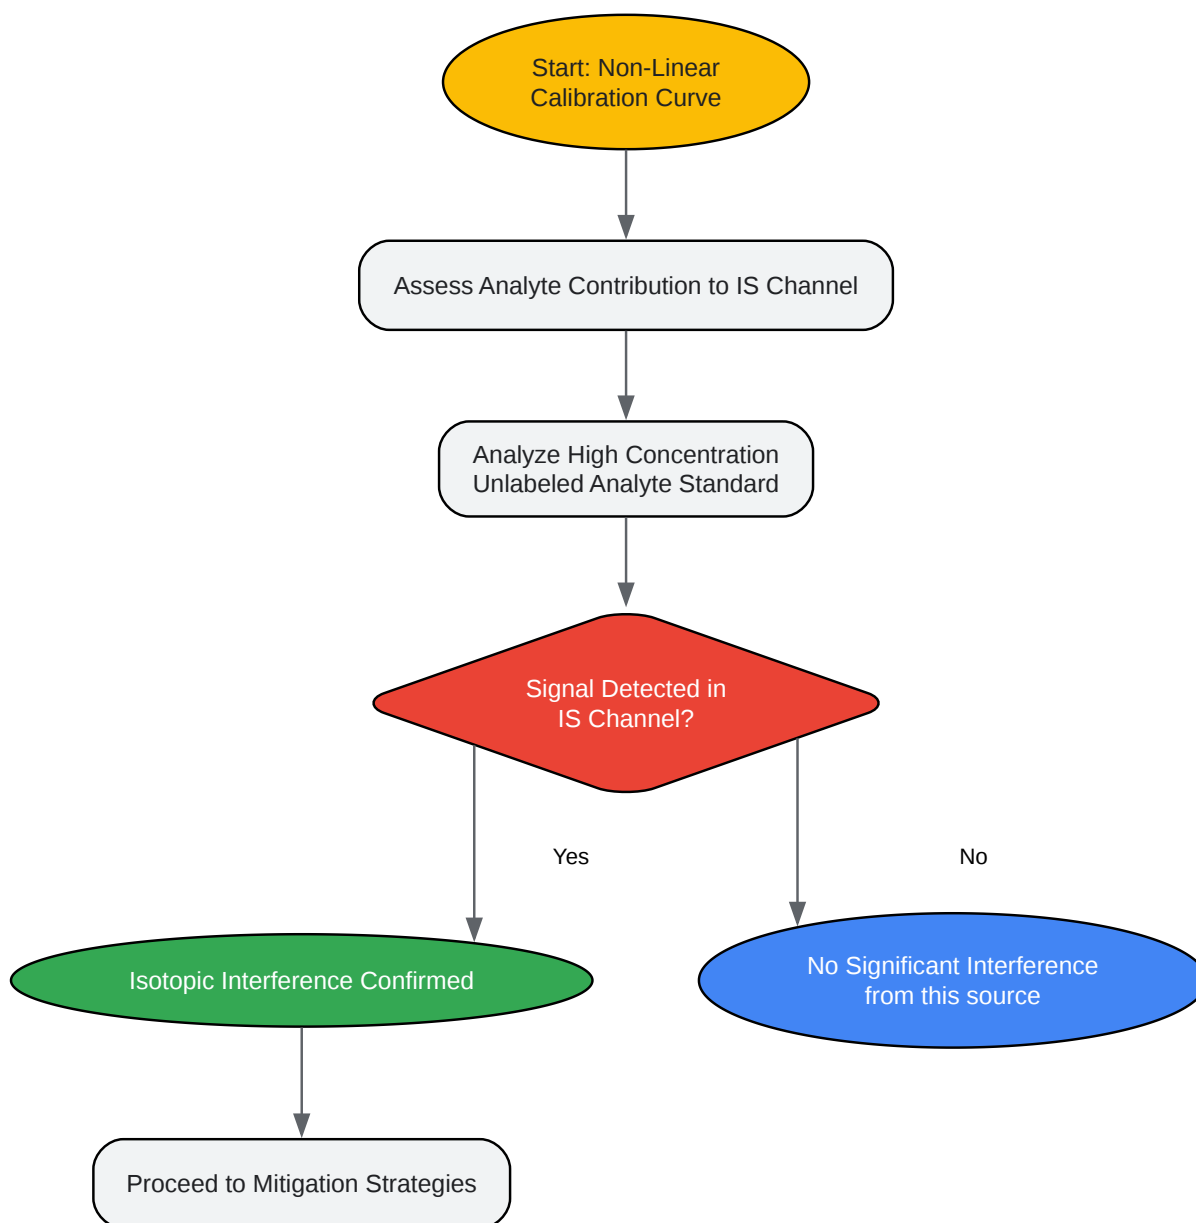 Start: Non-Linear
Calibration Curve
Assess Analyte Contribution to IS Channel
Analyze High Concentration
Unlabeled Analyte Standard
Signal Detected in
IS Channel?
Yes
No
Isotopic Interference Confirmed
No Significant Interference
from this source
Proceed to Mitigation Strategies